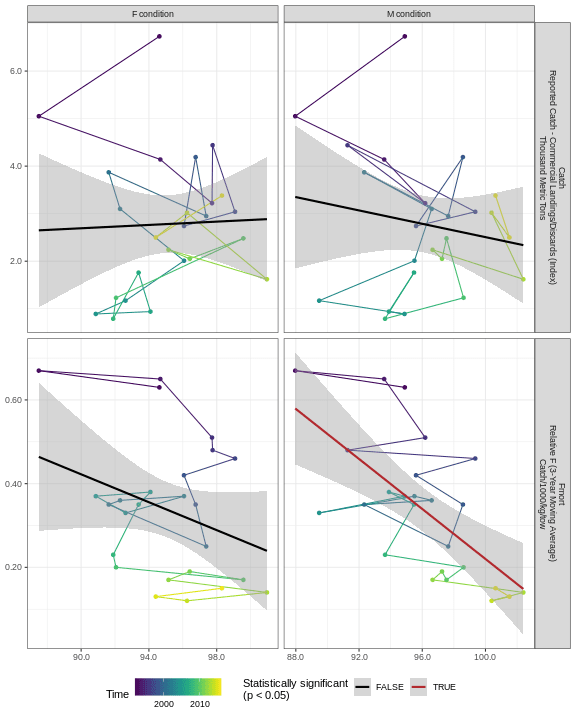 F condition
M condition
6.0
4.0
2.0
Catch
Reported Catch - Commercial Landings/Discards (Index)
Thousand Metric Tons
0.60
0.40
0.20
Fmort
Relative F (3-Year Moving Average)
Catch/1000/kg/tow
90.0
94.0
98.0
88.0
92.0
96.0
100.0
Time
2000
2010
Statistically significant
(p < 0.05)
FALSE
TRUE